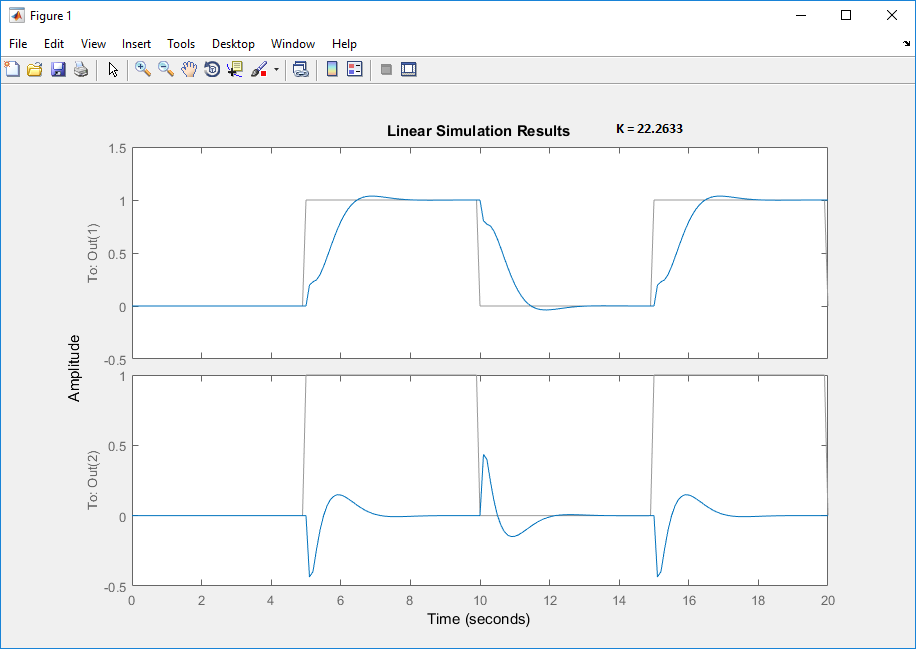 Figure 1
File Edit View Insert Tools Desktop Window Help
Linear Simulation Results K = 22.2633
1.5
1
0.5
0
-0.5
To: Out(1)
Amplitude
1
0.5
0
-0.5
To: Out(2)
0 2 4 6 8 10 12 14 16 18 20
Time (seconds)